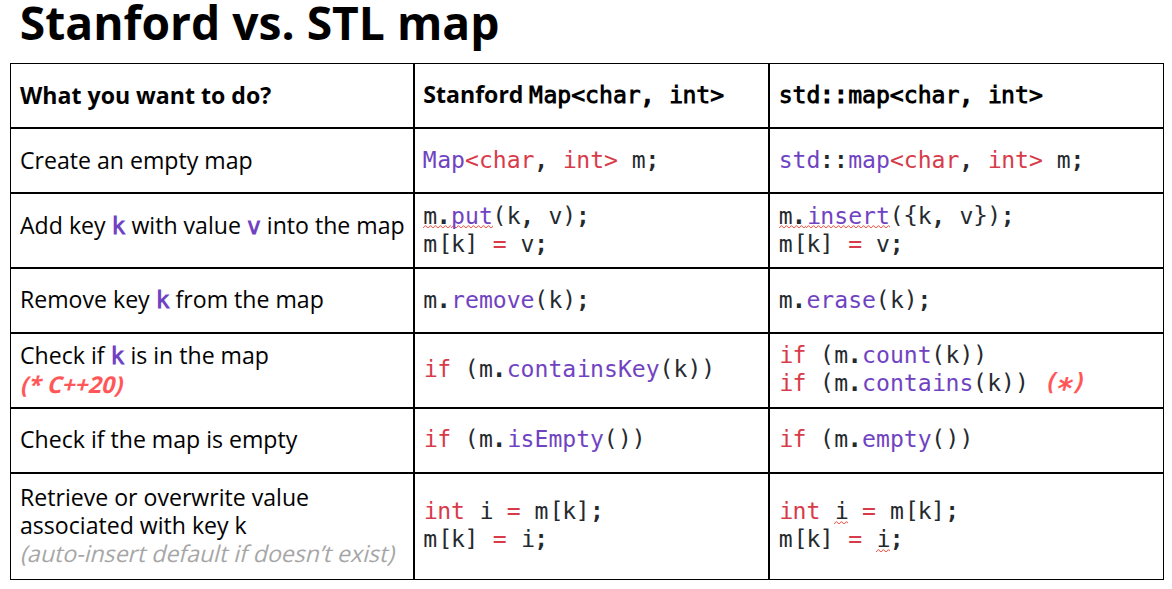 Stanford vs. STL map
What you want to do?
Stanford Map<char, int>
std::map<char, int>
Create an empty map
Map<char, int> m;
std::map<char, int> m;
Add key k with value v into the map
m.put(k, v);
m[k] = v;
m.insert({k, v});
m[k] = v;
Remove key k from the map
m.remove(k);
m.erase(k);
Check if k is in the map
(* C++20)
if (m.containsKey(k))
if (m.count(k))
if (m.contains(k)) (*)
Check if the map is empty
if (m.isEmpty())
if (m.empty())
Retrieve or overwrite value
associated with key k
(auto-insert default if doesn’t exist)
int i = m[k];
m[k] = i;
int i = m[k];
m[k] = i;